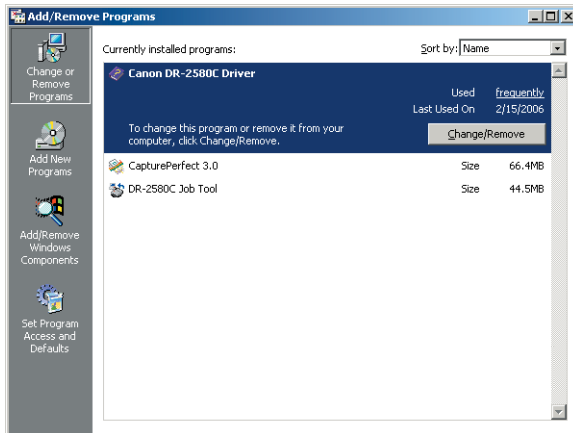 Add/Remove Programs
Change or
Remove
Programs
Add New
Programs
Add/Remove
Windows
Components
Set Program
Access and
Defaults
Currently installed programs:
Sort by: Name
Canon DR-2580C Driver
Used frequently
Last Used On 2/15/2006
To change this program or remove it from your
computer, click Change/Remove.
Change/Remove
CapturePerfect 3.0 Size 66.4MB
DR-2580C Job Tool Size 44.5MB